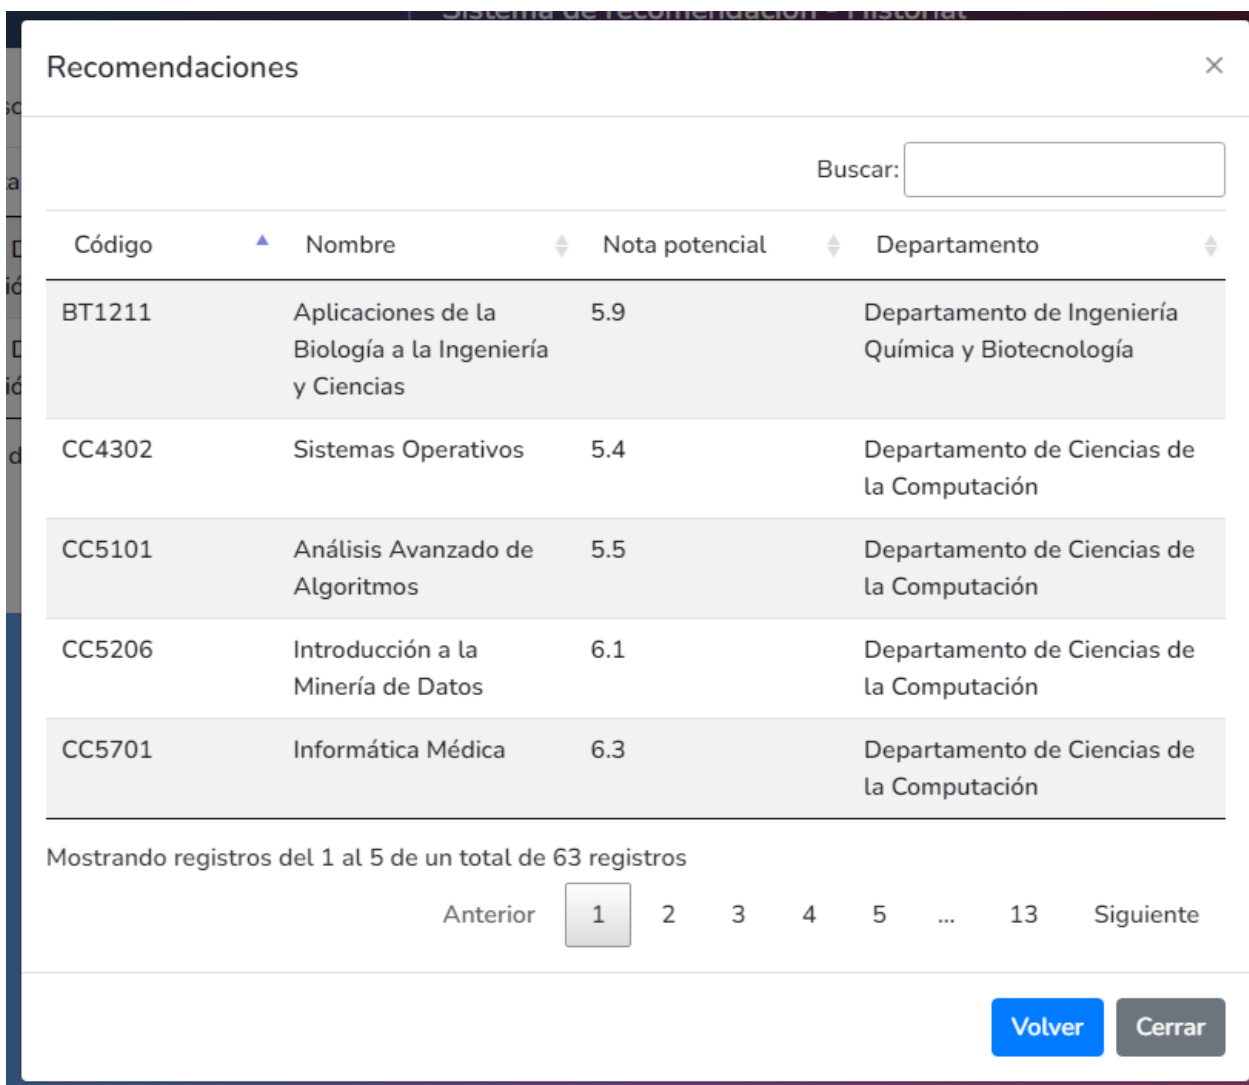 Sistema de recomendación - Historial
Recomendaciones
×
Buscar:
Código Nombre Nota potencial Departamento
BT1211 Aplicaciones de la 5.9 Departamento de Ingeniería
Biología a la Ingeniería Química y Biotecnología
y Ciencias
CC4302 Sistemas Operativos 5.4 Departamento de Ciencias de
la Computación
CC5101 Análisis Avanzado de 5.5 Departamento de Ciencias de
Algoritmos la Computación
CC5206 Introducción a la 6.1 Departamento de Ciencias de
Minería de Datos la Computación
CC5701 Informática Médica 6.3 Departamento de Ciencias de
la Computación
Mostrando registros del 1 al 5 de un total de 63 registros
Anterior 1 2 3 4 5 ... 13 Siguiente
Volver Cerrar